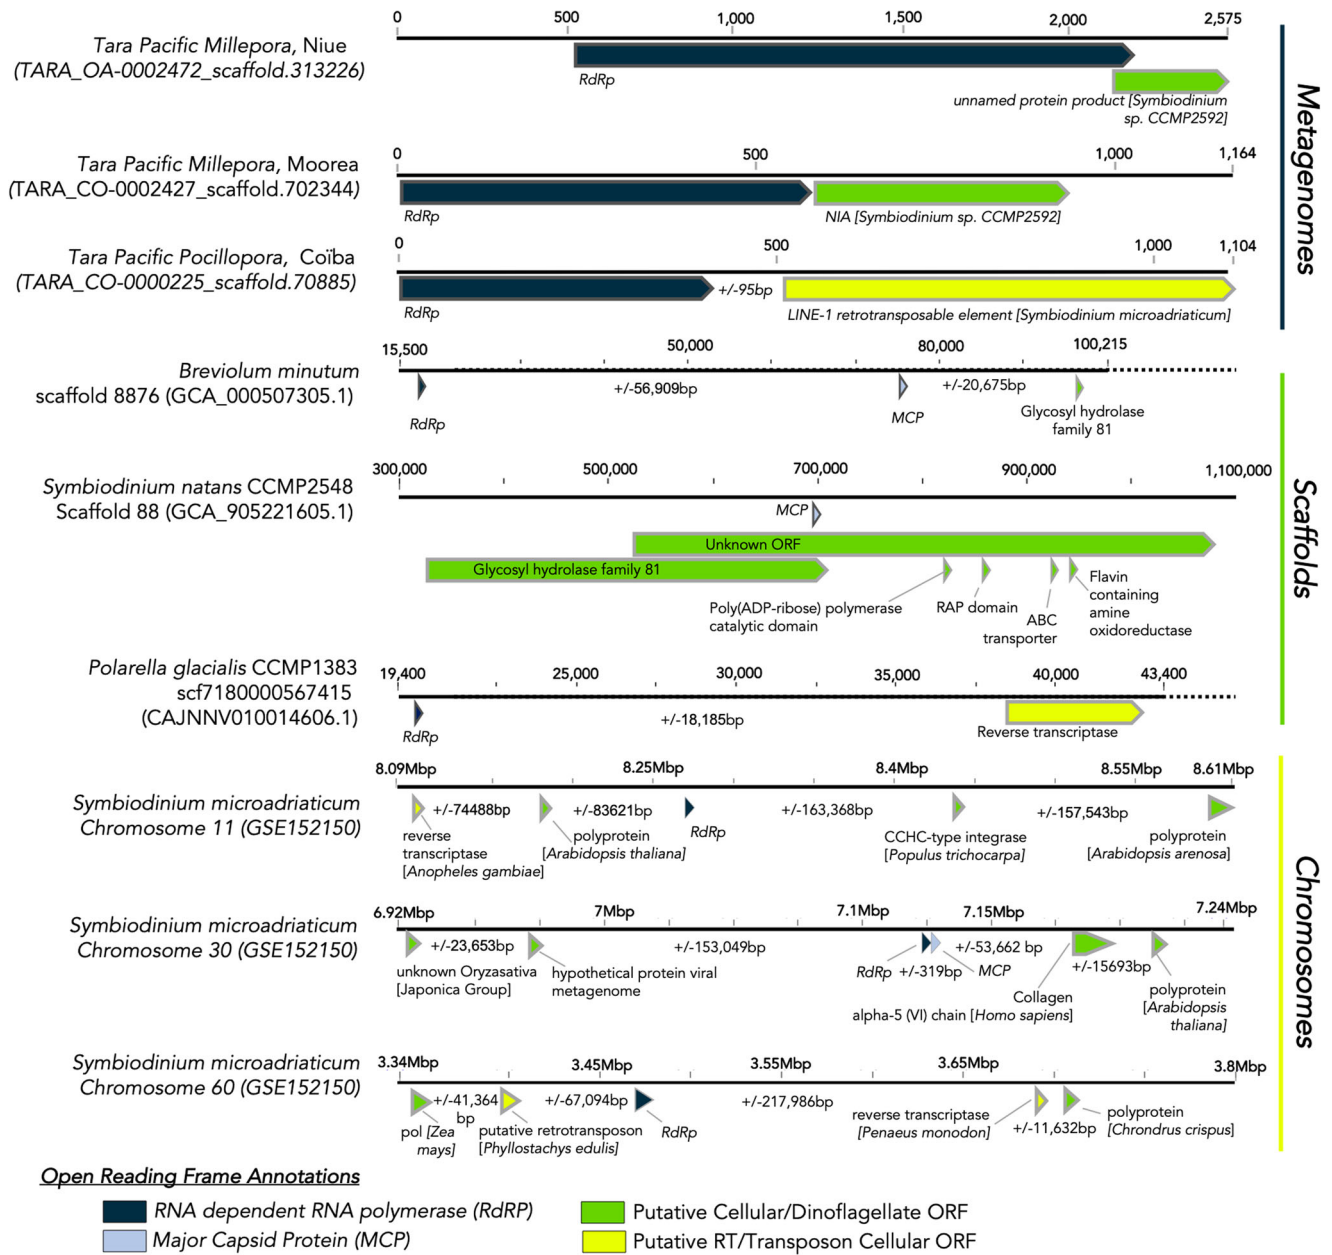 0 500 1,000 1,500 2,000 2,575
Tara Pacific Millepora, Niue
(TARA_OA-0002472_scaffold.313226)
RdRp
unnamed protein product [Symbiodinium
sp. CCMP2592]
0 500 1,000 1,164
Tara Pacific Millepora, Moorea
(TARA_CO-0002427_scaffold.702344)
RdRp
NIA [Symbiodinium sp. CCMP2592]
0 500 1,000 1,104
Tara Pacific Pocillopora, Coïba
(TARA_CO-0000225_scaffold.70885)
+/-95bp
RdRp
LINE-1 retrotransposable element [Symbiodinium microadriaticum]
Metagenomes
15,500 50,000 80,000 100,215
Breviolum minutum
scaffold 8876 (GCA_000507305.1)
+/-56,909bp
+/-20,675bp
RdRp
MCP
Glycosyl hydrolase
family 81
300,000 500,000 700,000 900,000 1,100,000
Symbiodinium natans CCMP2548
Scaffold 88 (GCA_905221605.1)
MCP
Unknown ORF
Glycosyl hydrolase family 81
Poly(ADP-ribose) polymerase
catalytic domain
RAP domain
ABC
transporter
Flavin
containing
amine
oxidoreductase
Polarella glacialis CCMP1383
scf7180000567415
(CAJNNV010014606.1)
19,400 25,000 30,000 35,000 40,000 43,400
RdRp
+/-18,185bp
Reverse transcriptase
Scaffolds
8.09Mbp 8.25Mbp 8.4Mbp 8.55Mbp 8.61Mbp
Symbiodinium microadriaticum
Chromosome 11 (GSE152150)
+/-74488bp
+/-83621bp
+/-163,368bp
+/-157,543bp
reverse
transcriptase
[Anopheles gambiae]
polyprotein
[Arabidopsis thaliana]
RdRp
CCHC-type integrase
[Populus trichocarpa]
polyprotein
[Arabidopsis arenosa]
6.92Mbp 7Mbp 7.1Mbp 7.15Mbp 7.24Mbp
Symbiodinium microadriaticum
Chromosome 30 (GSE152150)
+/-23,653bp
+/-153,049bp
+/-53,662 bp
unknown Oryzasativa
[Japonica Group]
hypothetical protein viral
metagenome
RdRp
+/-319bp
MCP
+/-15693bp
Collagen
alpha-5 (VI) chain [Homo sapiens]
polyprotein
[Arabidopsis
thaliana]
3.34Mbp 3.45Mbp 3.55Mbp 3.65Mbp 3.8Mbp
Symbiodinium microadriaticum
Chromosome 60 (GSE152150)
+/-41,364
bp
+/-67,094bp
+/-217,986bp
pol [Zea
mays]
putative retrotransposon
[Phyllostachys edulis]
RdRp
reverse transcriptase
[Penaeus monodon]
+/-11,632bp
polyprotein
[Chrondrus crispus]
Chromosomes
Open Reading Frame Annotations
RNA dependent RNA polymerase (RdRP)
Major Capsid Protein (MCP)
Putative Cellular/Dinoflagellate ORF
Putative RT/Transposon Cellular ORF